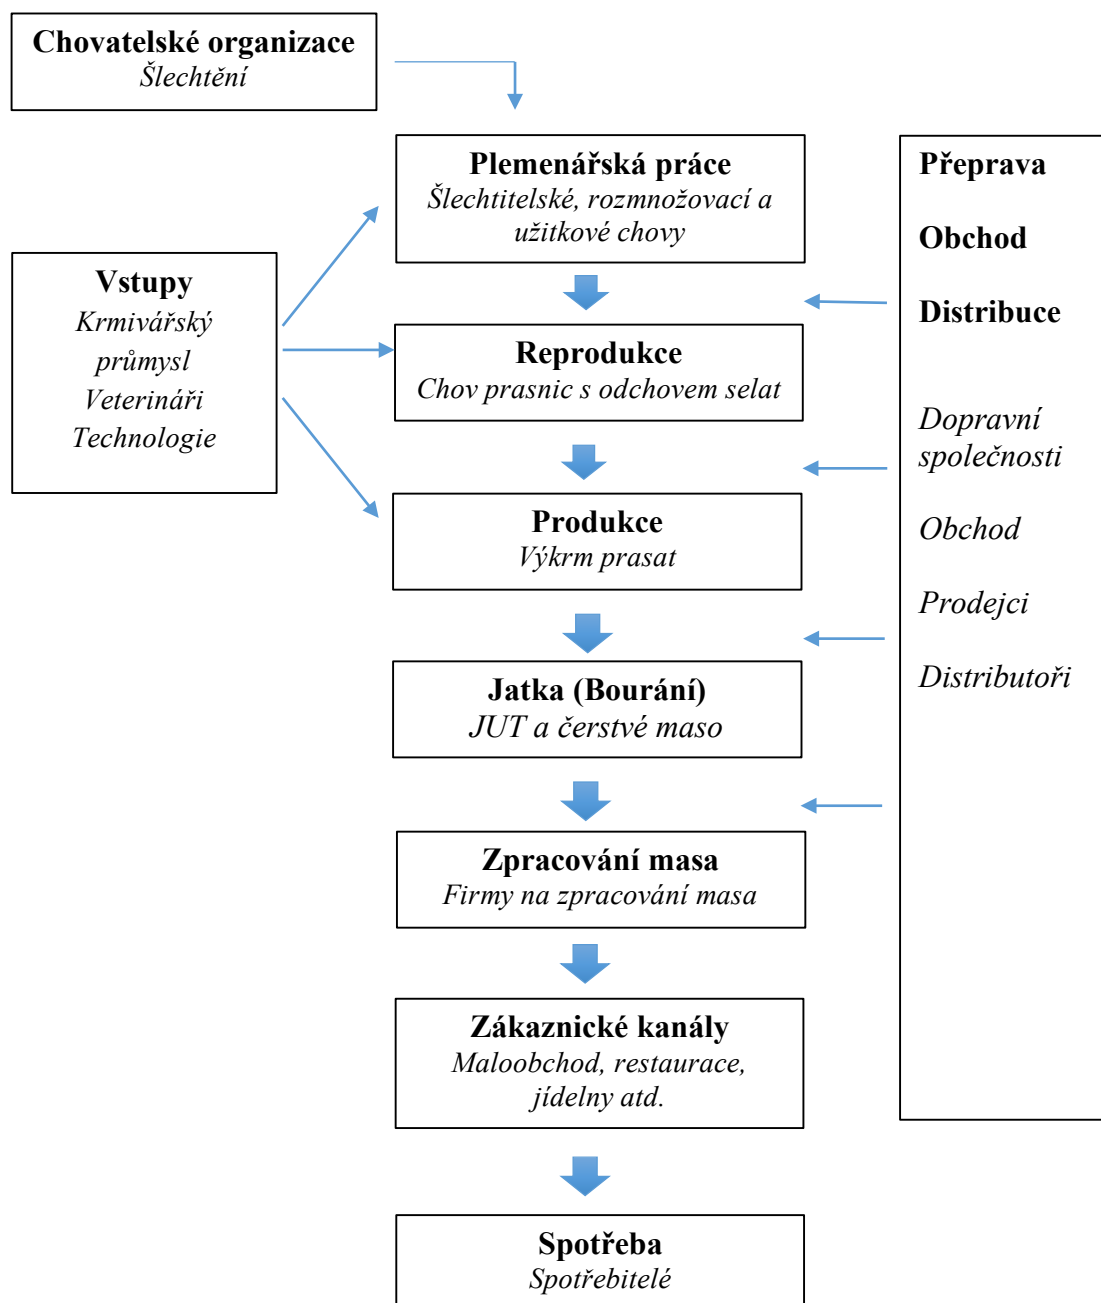 Chovatelské organizace
Šlechtění
Plemenářská práce
Šlechtitelské, rozmnožovací a
užitkové chovy
Vstupy
Krmivářský
průmysl
Veterináři
Technologie
Reprodukce
Chov prasnic s odchovem selat
Produkce
Výkrm prasat
Jatka (Bourání)
JUT a čerstvé maso
Zpracování masa
Firmy na zpracování masa
Zákaznické kanály
Maloobchod, restaurace,
jídelny atd.
Spotřeba
Spotřebitelé
Přeprava
Obchod
Distribuce
Dopravní
společnosti
Obchod
Prodejci
Distributoři